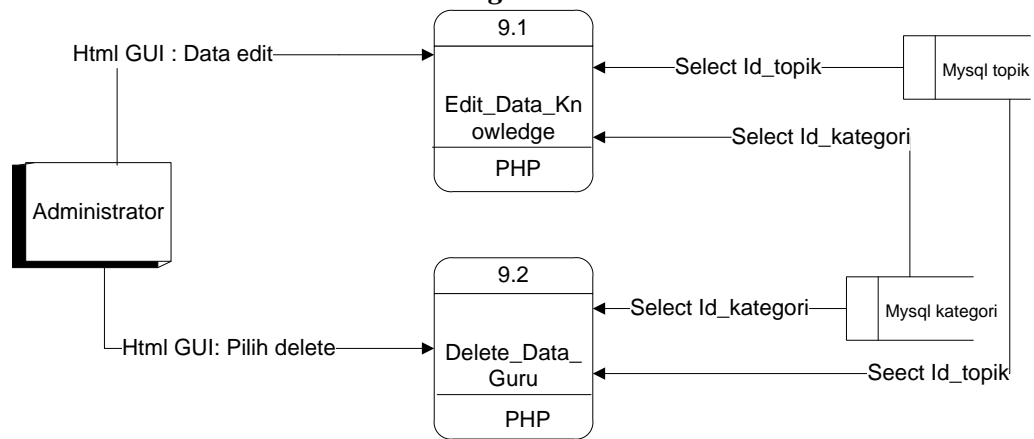 9.1
Html GUI : Data edit
Select Id_topik
Mysql topik
Edit_Data_Kn
owledge
Select Id_kategori
PHP
Administrator
9.2
Select Id_kategori
Mysql kategori
Html GUI: Pilih delete
Delete_Data_
Guru
Seect Id_topik
PHP